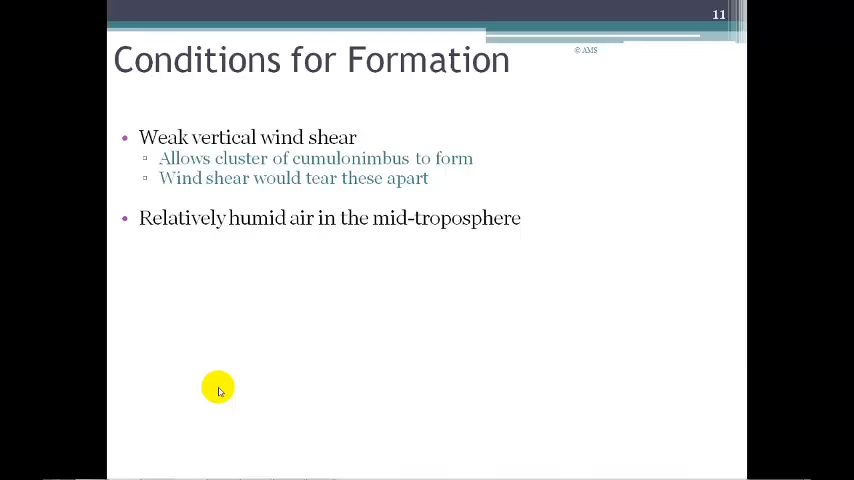 11
© AMS
Conditions for Formation
• Weak vertical wind shear
▫ Allows cluster of cumulonimbus to form
▫ Wind shear would tear these apart
• Relatively humid air in the mid-troposphere